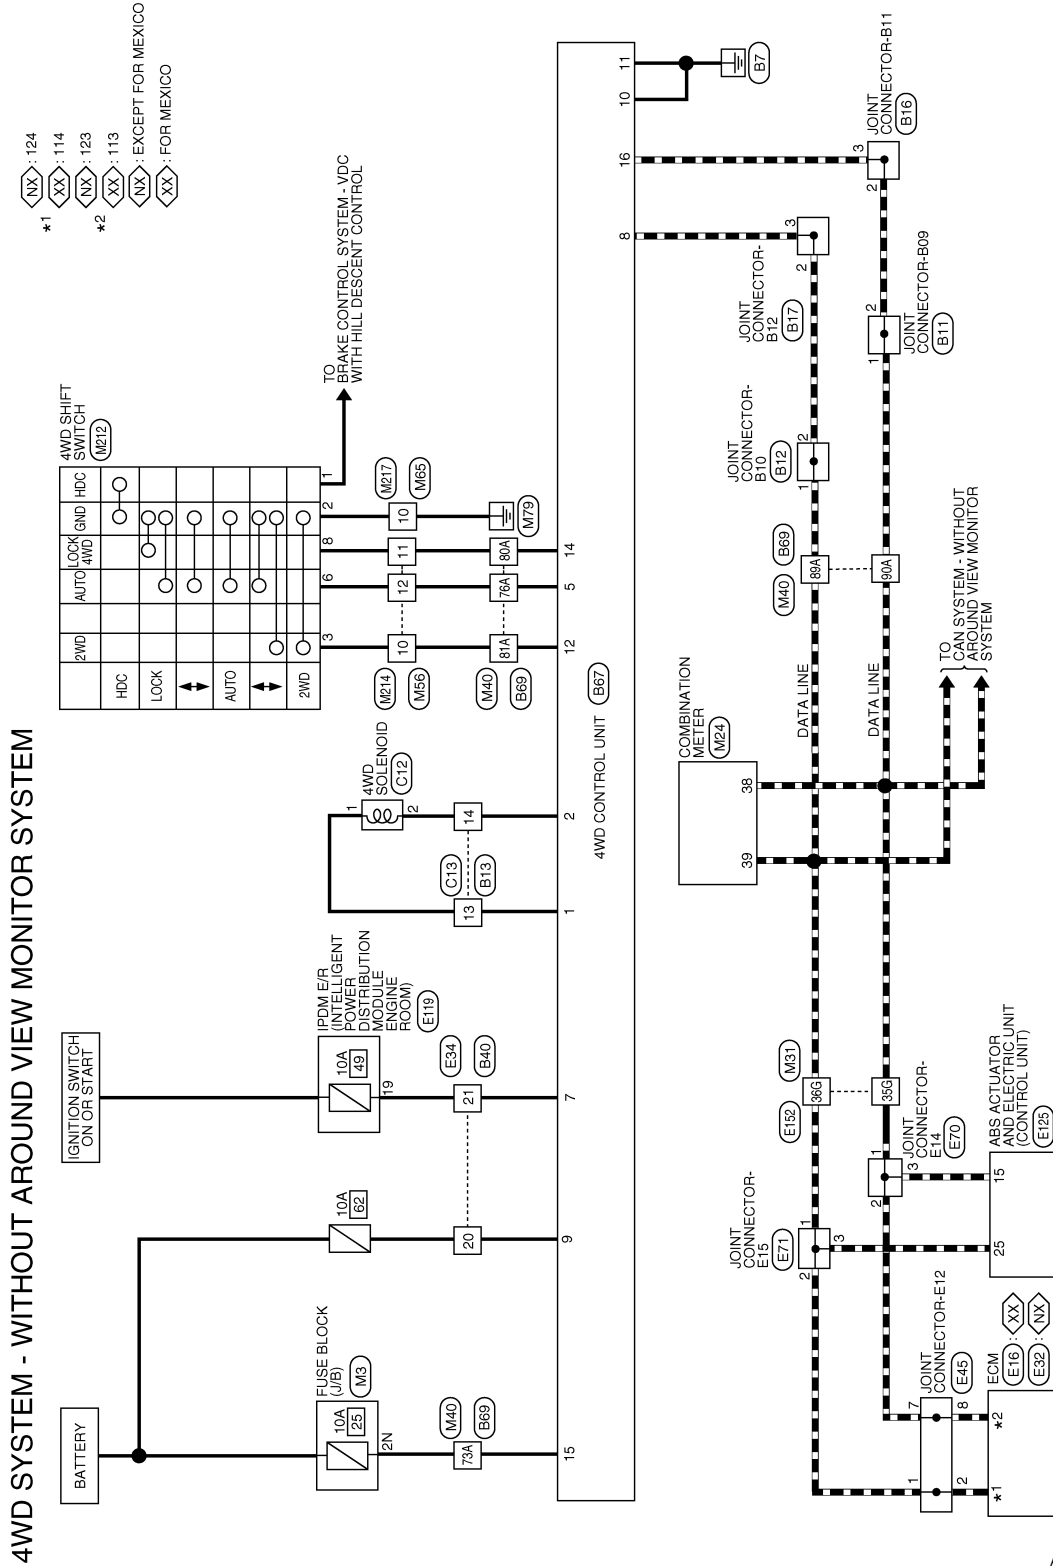 4WD SYSTEM - WITHOUT AROUND VIEW MONITOR SYSTEM
*1
NX : 124
XX : 114
*2
NX : 123
XX : 113
NX : EXCEPT FOR MEXICO
XX : FOR MEXICO
BATTERY
IGNITION SWITCH
ON OR START
FUSE BLOCK
(J/B)
M3
10A
25
2N
10A
62
10A
49
19
IPDM E/R
(INTELLIGENT
POWER
DISTRIBUTION
MODULE
ENGINE
ROOM)
E119
M40
B69
73A
20
21
E34
B40
4WD
SOLENOID
C12
1
2
C13
B13
13
14
4WD SHIFT
SWITCH
M212
2WD
AUTO
LOCK
4WD
GND
HDC
HDC
LOCK
AUTO
2WD
3
6
8
2
1
TO
BRAKE CONTROL SYSTEM - VDC
WITH HILL DESCENT CONTROL
M214
M56
10
12
11
10
M217
M65
M40
B69
81A
76A
80A
M79
15
9
7
1
2
12
5
14
4WD CONTROL UNIT
B67
8
16
10
11
B7
COMBINATION
METER
M24
39
38
DATA LINE
DATA LINE
TO
CAN SYSTEM - WITHOUT
AROUND VIEW MONITOR
SYSTEM
M40
B69
89A
90A
JOINT
CONNECTOR-
B10
B12
1
2
JOINT
CONNECTOR-
B12
B17
2
3
JOINT
CONNECTOR-B09
B11
1
2
JOINT
CONNECTOR-B11
B16
2
3
E152
M31
36G
35G
JOINT
CONNECTOR-
E15
E71
2
1
3
JOINT
CONNECTOR-
E14
E70
2
1
3
ABS ACTUATOR
AND ELECTRIC UNIT
(CONTROL UNIT)
E125
25
15
JOINT
CONNECTOR-E12
E45
1
7
2
8
ECM
E16 : XX
E32 : NX
*1
*2